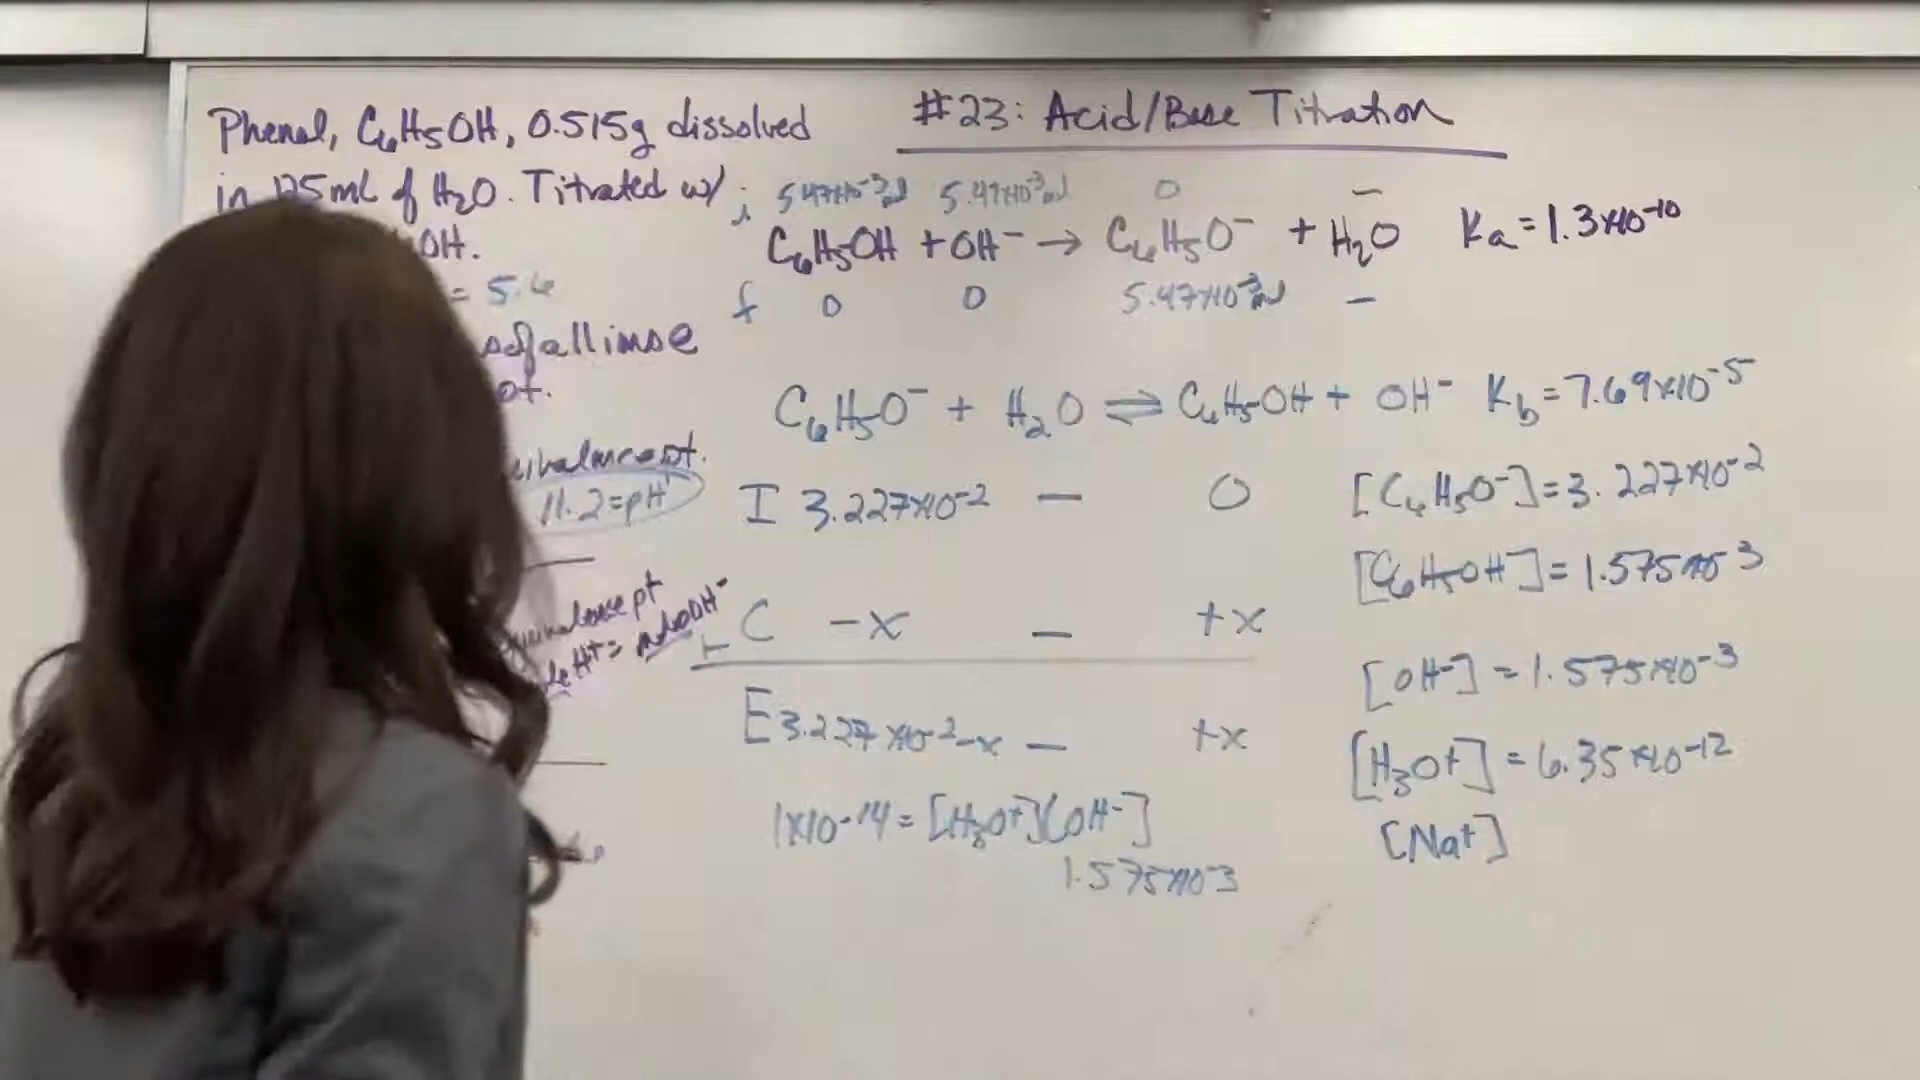 Phenol, C6H5OH, 0.515g dissolved
in 125ml of H2O. Titrated w/
OH.
= 5.6
#23: Acid/Base Titration
i 5.47x10-3 5.47x10-3 0 —
C6H5OH + OH- → C6H5O- + H2O Ka = 1.3x10-10
f 0 0 5.47x10-3 —
C6H5O- + H2O ⇌ C6H5OH + OH- Kb = 7.69x10-5
I 3.227x10-2 — 0
C -x — +x
E 3.227x10-2-x — +x
1x10-14 = [H3O+][OH-]
1.575x10-3
[C6H5O-] = 3.227x10-2
[C6H5OH] = 1.575x10-3
[OH-] = 1.575x10-3
[H3O+] = 6.35x10-12
[Na+]
11.2 = pH
H+ = mole OH-